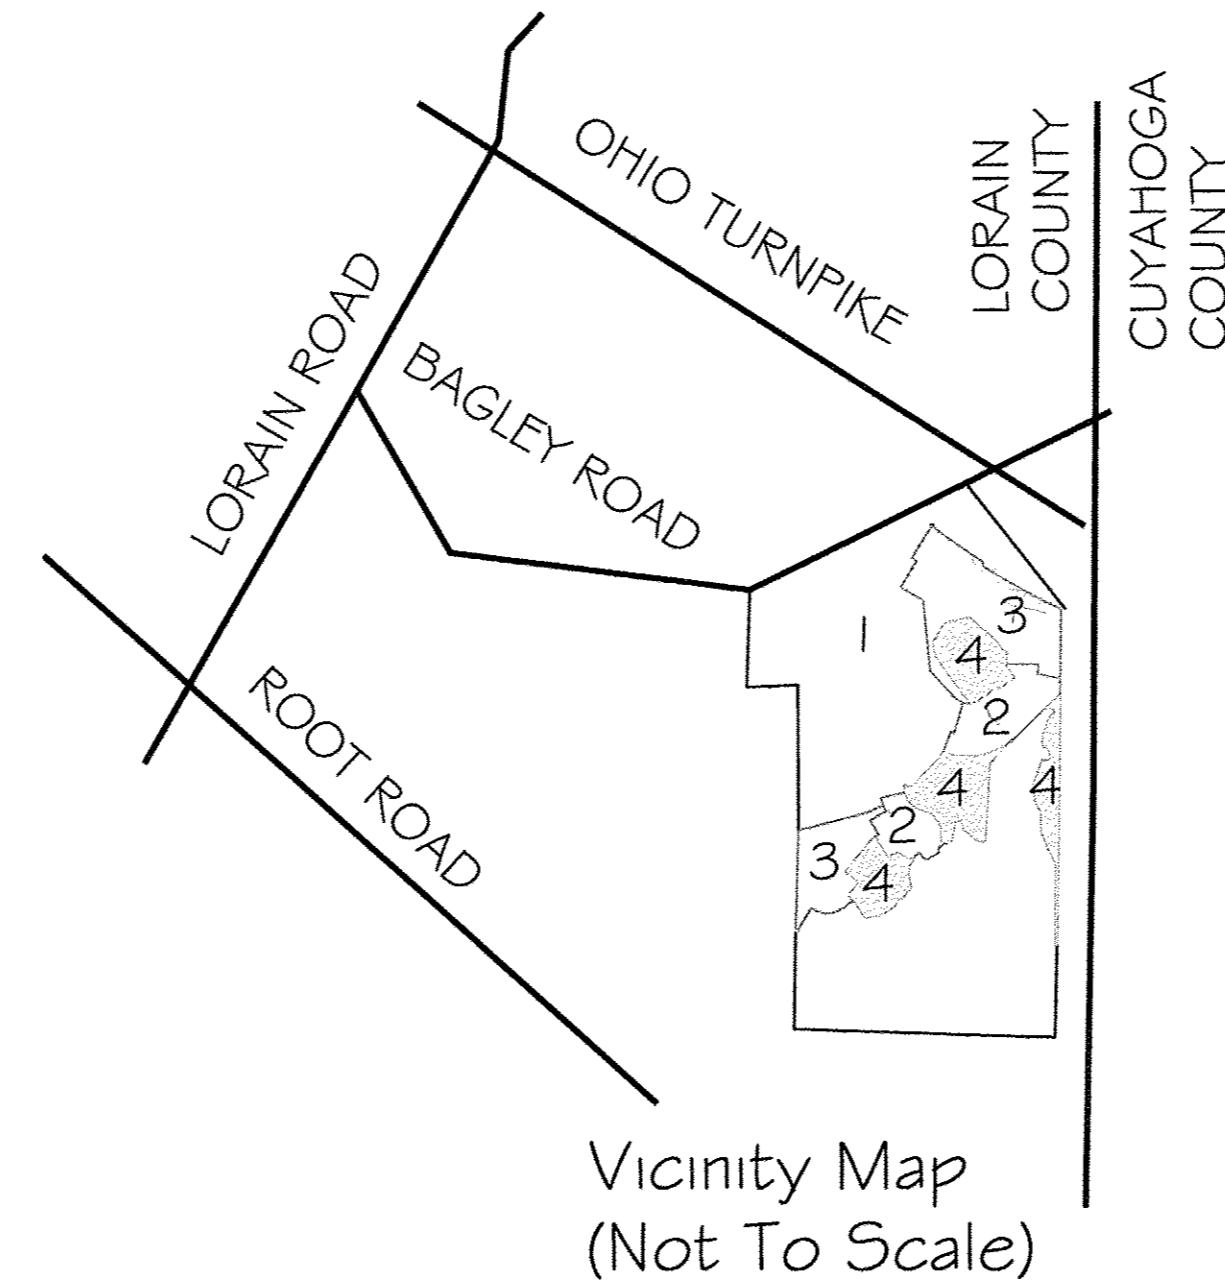 OHIO TURNPIKE
LORAIN
COUNTY
CUYAHOGA
COUNTY
LORAIN ROAD
BAGLEY ROAD
ROOT ROAD
1
3
4
2
4
4
2
3
4
Vicinity Map
(Not To Scale)